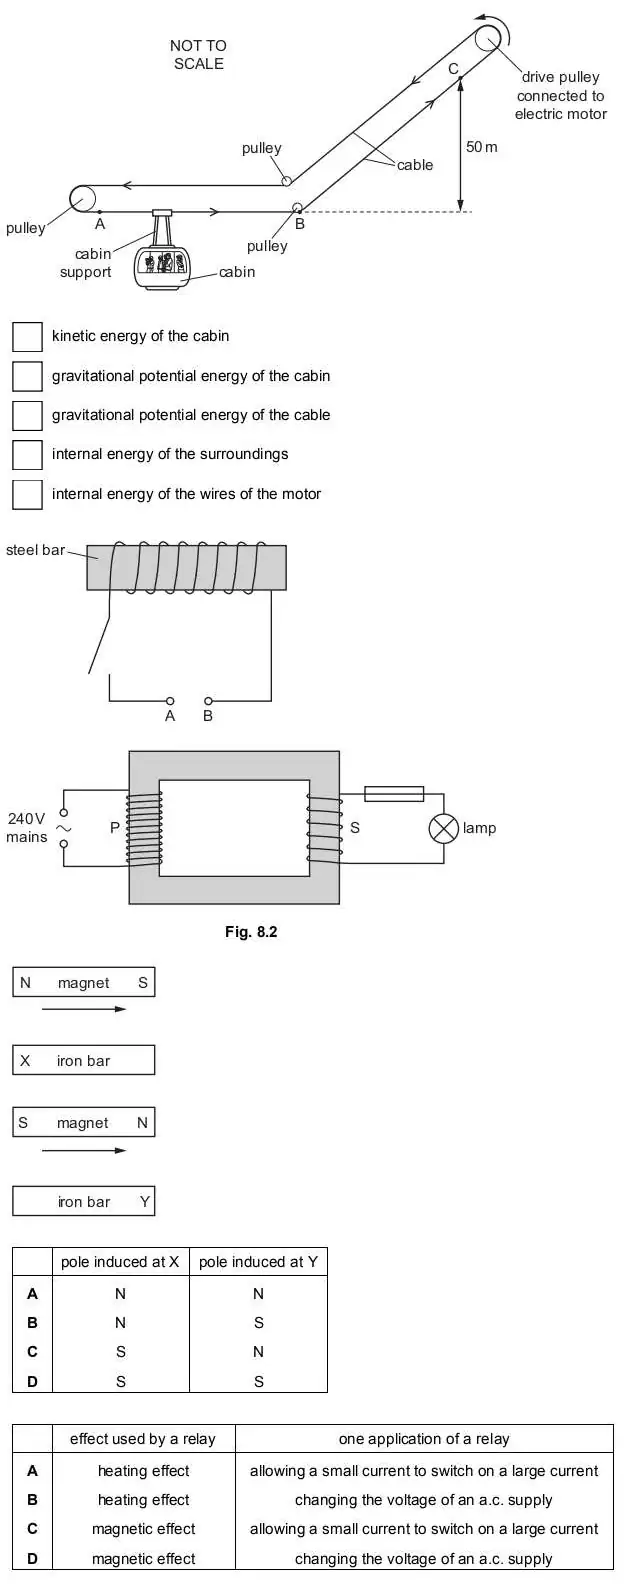 NOT TO
SCALE
C
drive pulley
connected to
electric motor
50 m
pulley
cable
pulley
A
B
pulley
cabin
support
cabin
kinetic energy of the cabin
gravitational potential energy of the cabin
gravitational potential energy of the cable
internal energy of the surroundings
internal energy of the wires of the motor
steel bar
A B
240 V
mains
P
S
lamp
Fig. 8.2
N magnet S
X iron bar
S magnet N
iron bar Y
pole induced at X pole induced at Y
A N N
B N S
C S N
D S S
effect used by a relay one application of a relay
A heating effect allowing a small current to switch on a large current
B heating effect changing the voltage of an a.c. supply
C magnetic effect allowing a small current to switch on a large current
D magnetic effect changing the voltage of an a.c. supply